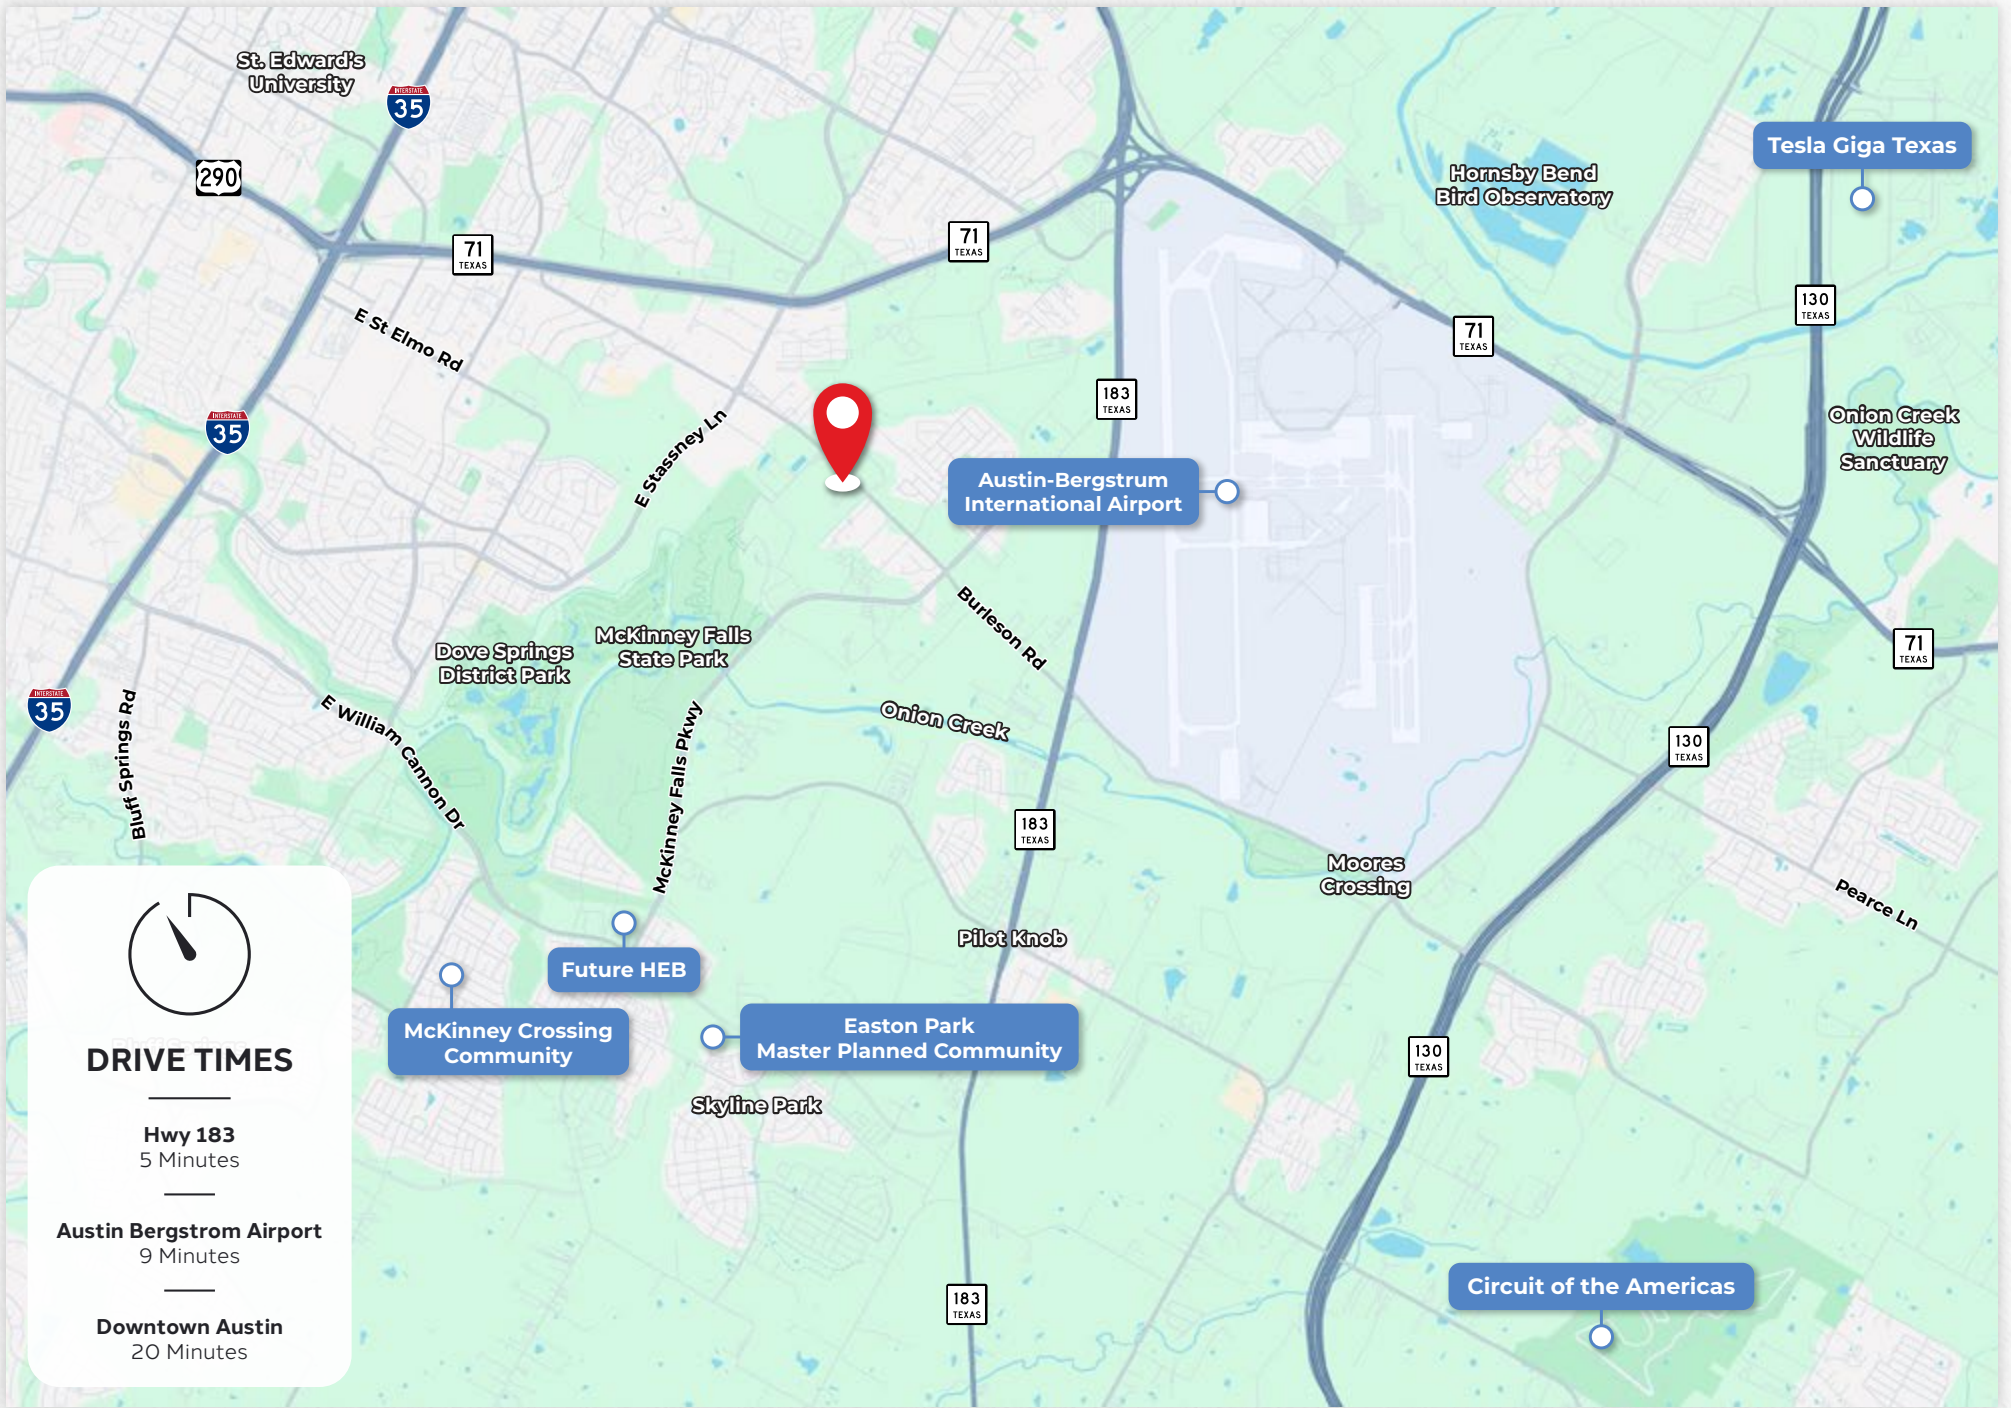 St. Edward's
University
INTERSTATE
35
290
71
TEXAS
71
TEXAS
E St Elmo Rd
Hornsby Bend
Bird Observatory
Tesla Giga Texas
130
TEXAS
71
TEXAS
183
TEXAS
INTERSTATE
35
E Stassney Ln
Austin-Bergstrum
International Airport
Onion Creek
Wildlife
Sanctuary
Burleson Rd
Dove Springs
District Park
McKinney Falls
State Park
71
TEXAS
INTERSTATE
35
Bluff Springs Rd
E William Cannon Dr
McKinney Falls Pkwy
Onion Creek
130
TEXAS
183
TEXAS
Moores
Crossing
Pearce Ln
Pilot Knob
Future HEB
McKinney Crossing
Community
Easton Park
Master Planned Community
130
TEXAS
Skyline Park
183
TEXAS
Circuit of the Americas
Bluff Springs
DRIVE TIMES
Hwy 183
5 Minutes
Austin Bergstrom Airport
9 Minutes
Downtown Austin
20 Minutes